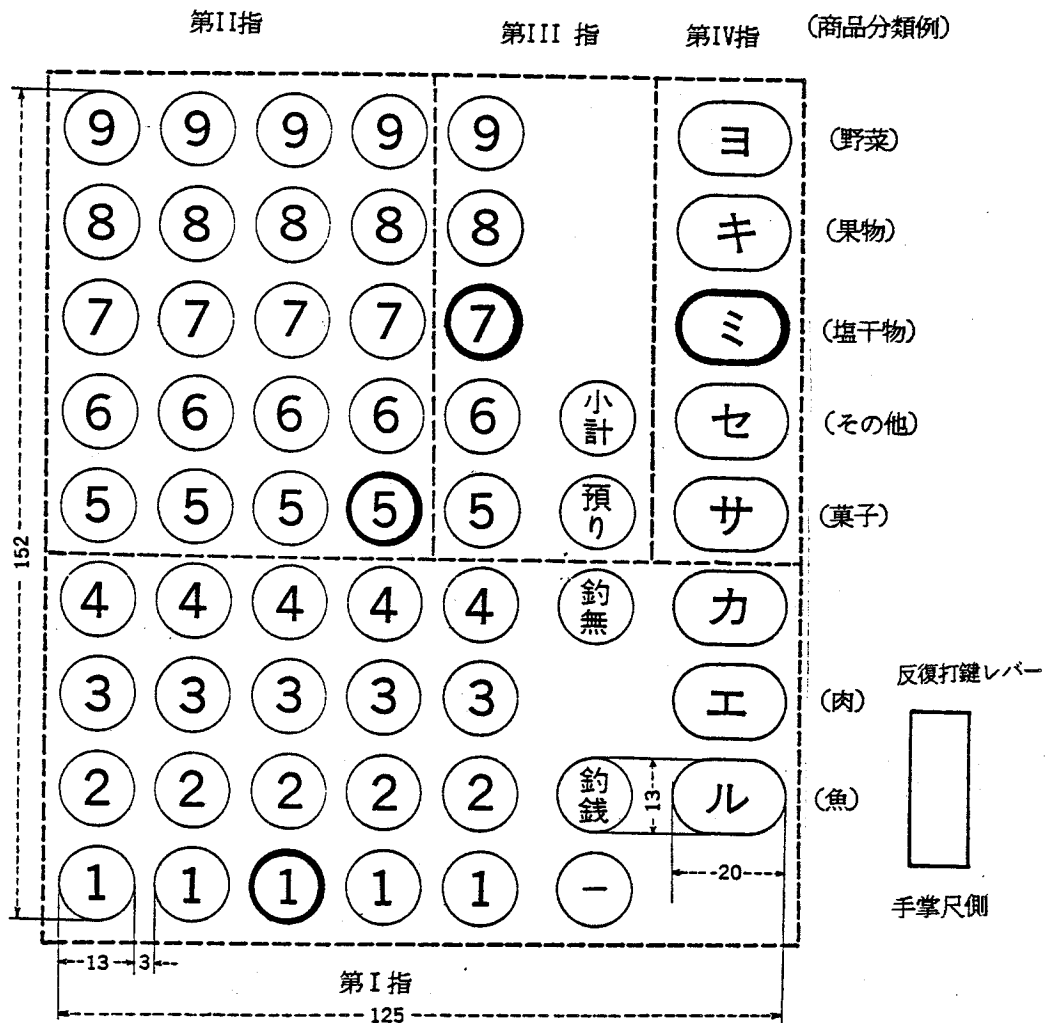 第II指 第III 指 第IV指 (商品分類例)
9 9 9 9 9 ヨ (野菜)
8 8 8 8 8 キ (果物)
7 7 7 7 7 ミ (塩干物)
6 6 6 6 6 小計 セ (その他)
5 5 5 5 5 預り サ (菓子)
152
4 4 4 4 4 釣無 カ
反復打鍵レバー
3 3 3 3 3 エ (肉)
2 2 2 2 2 釣銭 13 ル (魚)
20
1 1 1 1 1 −
手掌尺側
13 3
第I指
125